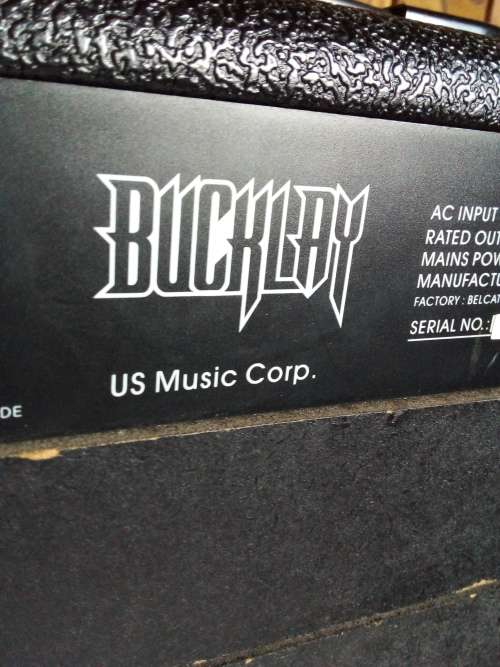 BUCKLAY
US Music Corp.
AC INPUT
RATED OUT
MAINS POW
MANUFACTU
FACTORY : BELCAT
SERIAL NO.:
DE